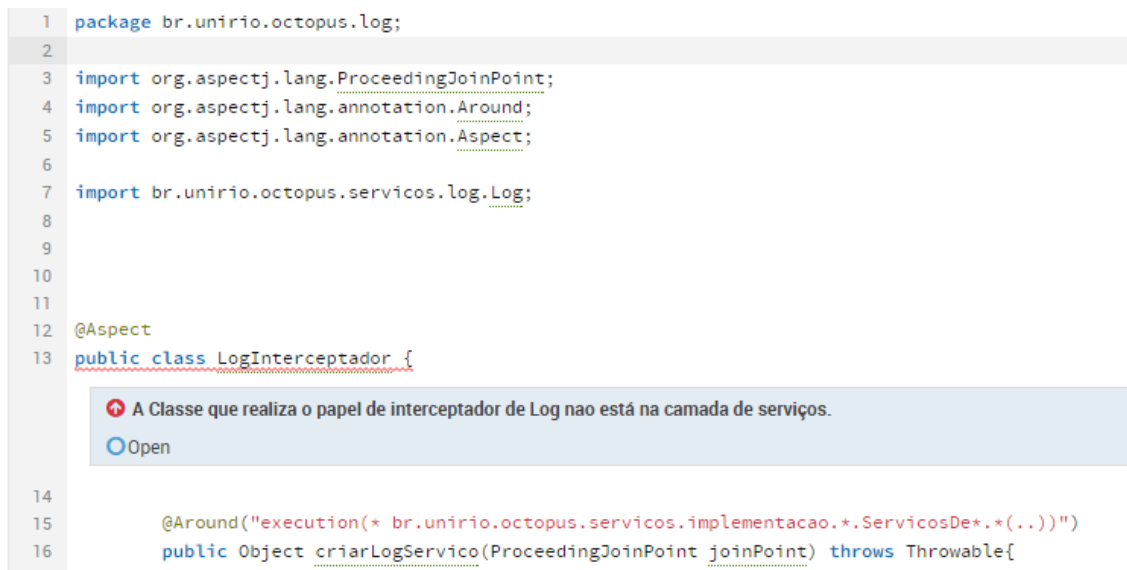 1 package br.unirio.octopus.log;
2
3 import org.aspectj.lang.ProceedingJoinPoint;
4 import org.aspectj.lang.annotation.Around;
5 import org.aspectj.lang.annotation.Aspect;
6
7 import br.unirio.octopus.servicos.log.Log;
8
9
10
11
12 @Aspect
13 public class LogInterceptador {
A Classe que realiza o papel de interceptador de Log nao está na camada de serviços.
Open
14
15 @Around("execution(* br.unirio.octopus.servicos.implementacao.*.ServicosDe*.*(..))")
16 public Object criarLogServico(ProceedingJoinPoint joinPoint) throws Throwable{